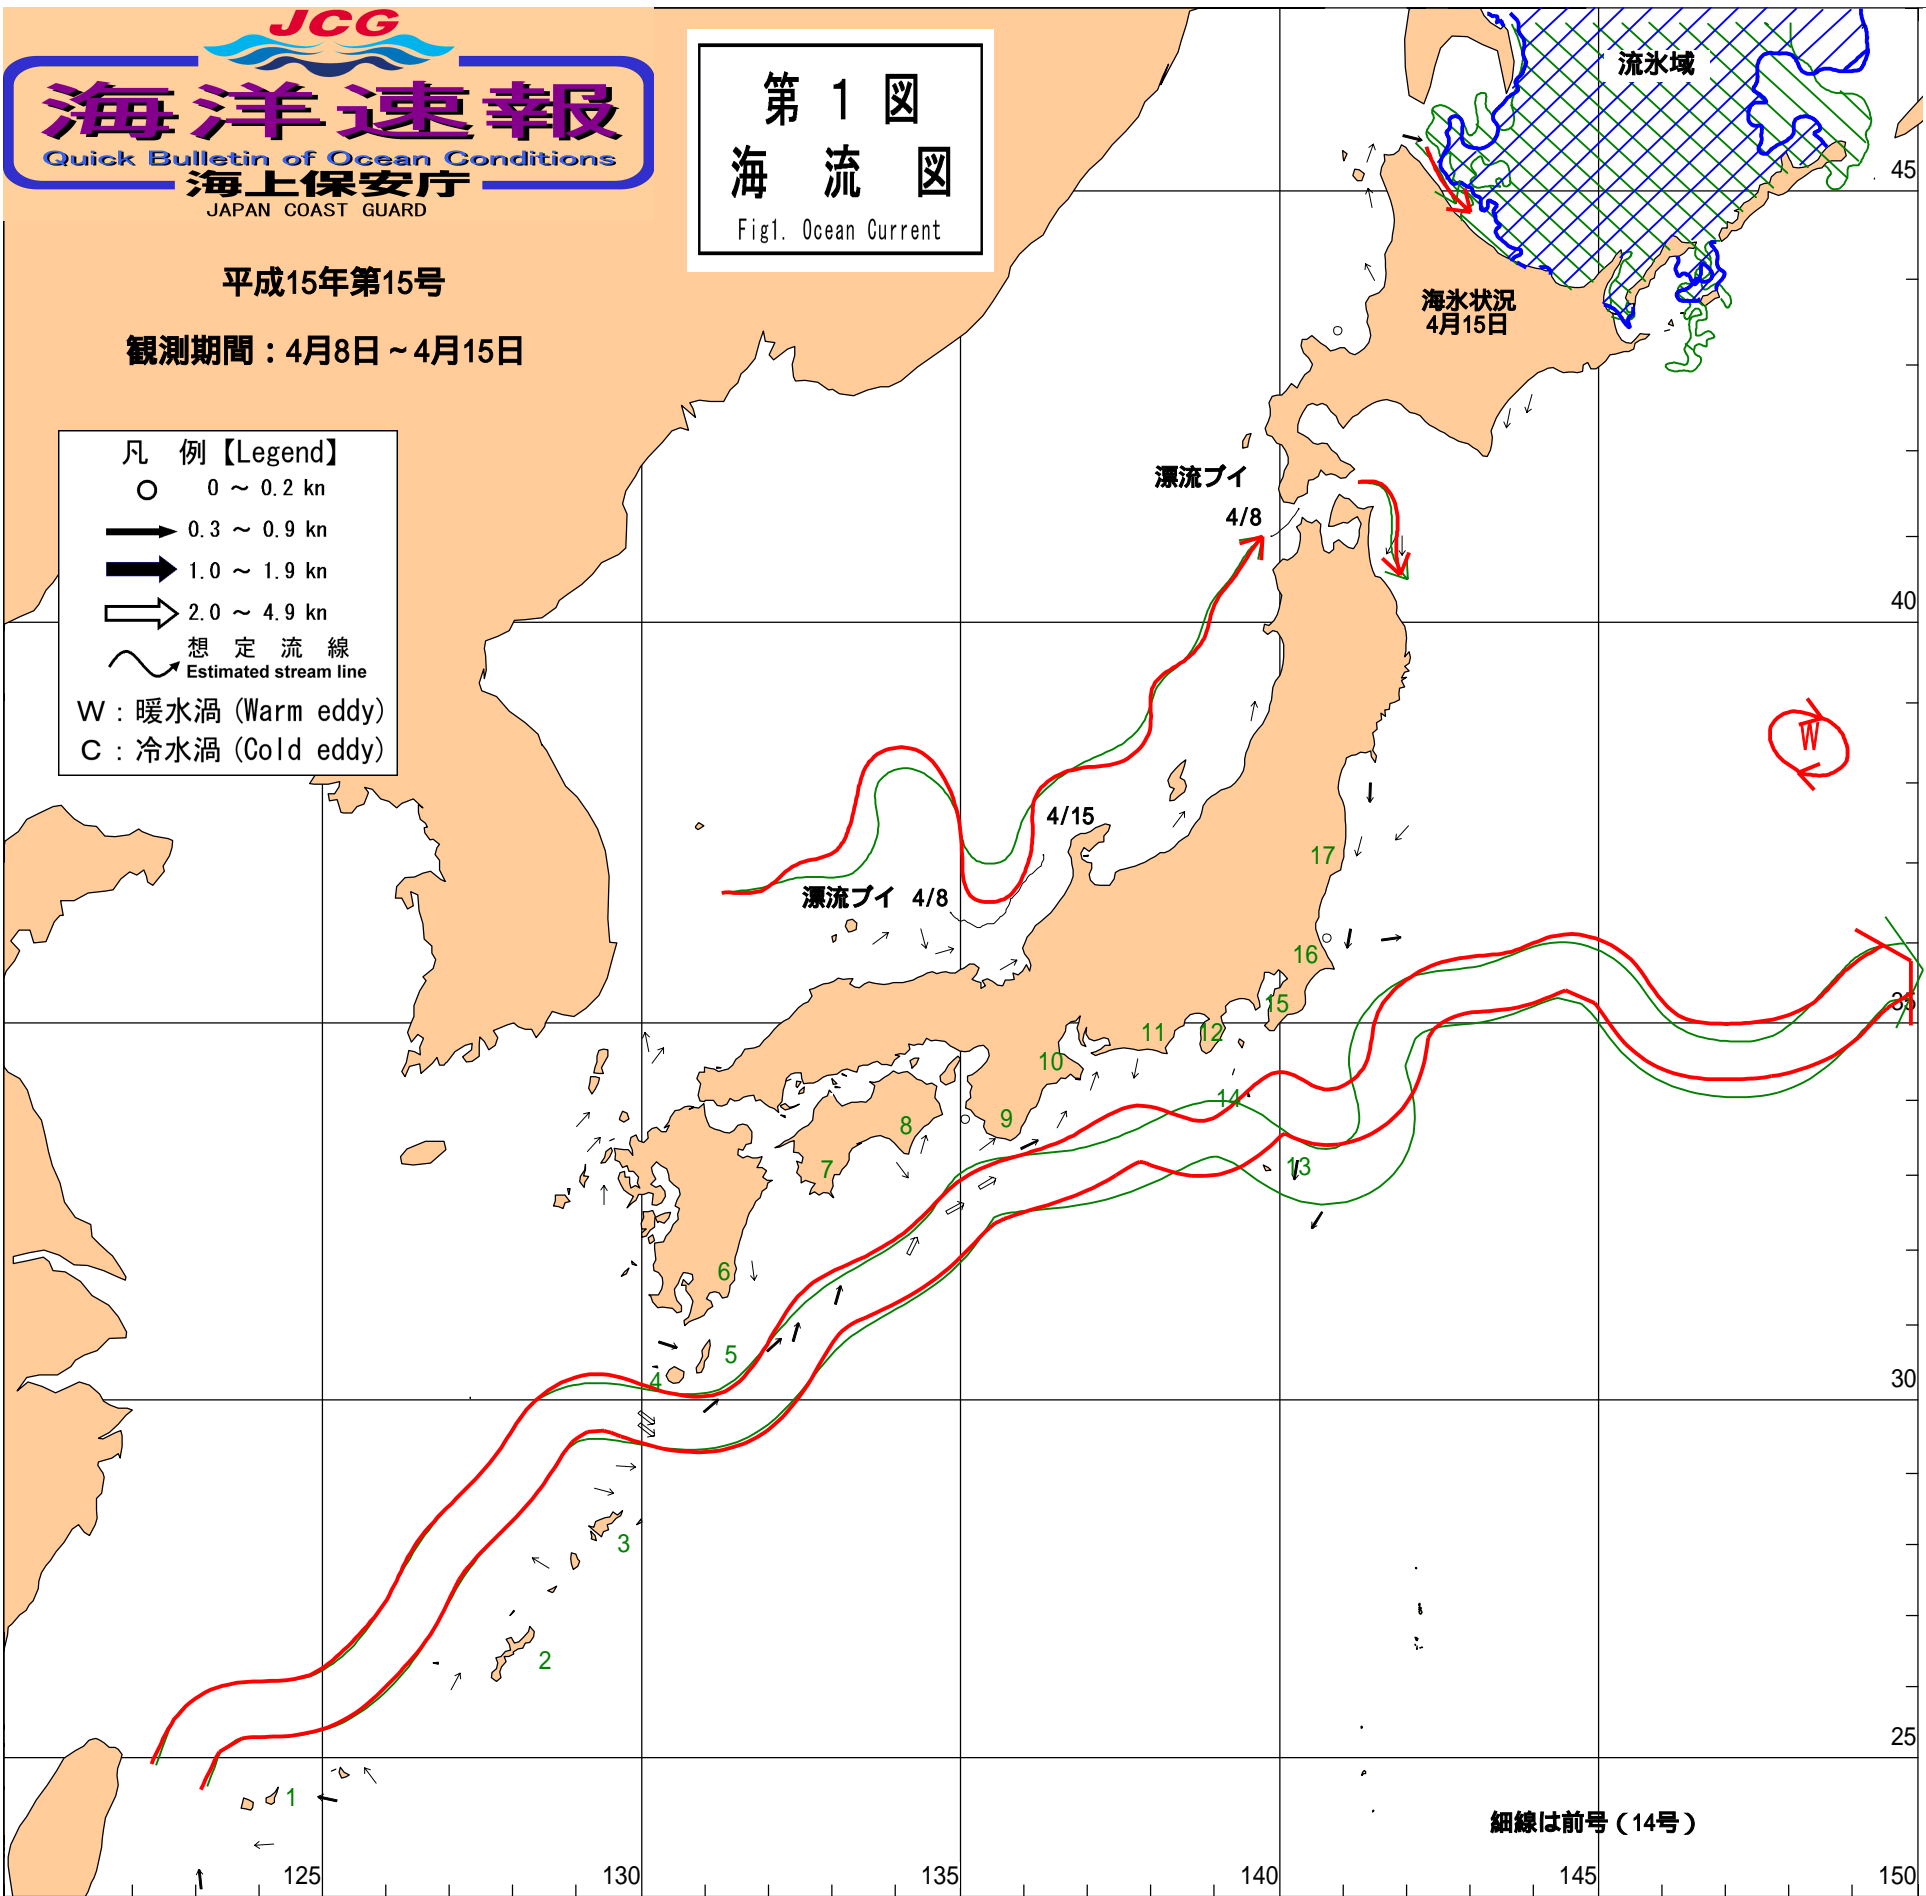 JCG
海洋速報
Quick Bulletin of Ocean Conditions
海上保安庁
JAPAN COAST GUARD
平成15年第15号
観測期間：4月8日～4月15日
第 1 図
海 流 図
Fig1. Ocean Current
凡 例【Legend】
0 ～ 0.2 kn
0.3 ～ 0.9 kn
1.0 ～ 1.9 kn
2.0 ～ 4.9 kn
想 定 流 線
Estimated stream line
W : 暖水渦 (Warm eddy)
C : 冷水渦 (Cold eddy)
流氷域
45
海氷状況
4月15日
漂流ブイ
4/8
40
W
4/15
17
漂流ブイ 4/8
16
15
35
11
12
10
14
9
8
13
7
6
5
4
30
3
2
25
1
細線は前号（14号）
125
130
135
140
145
150